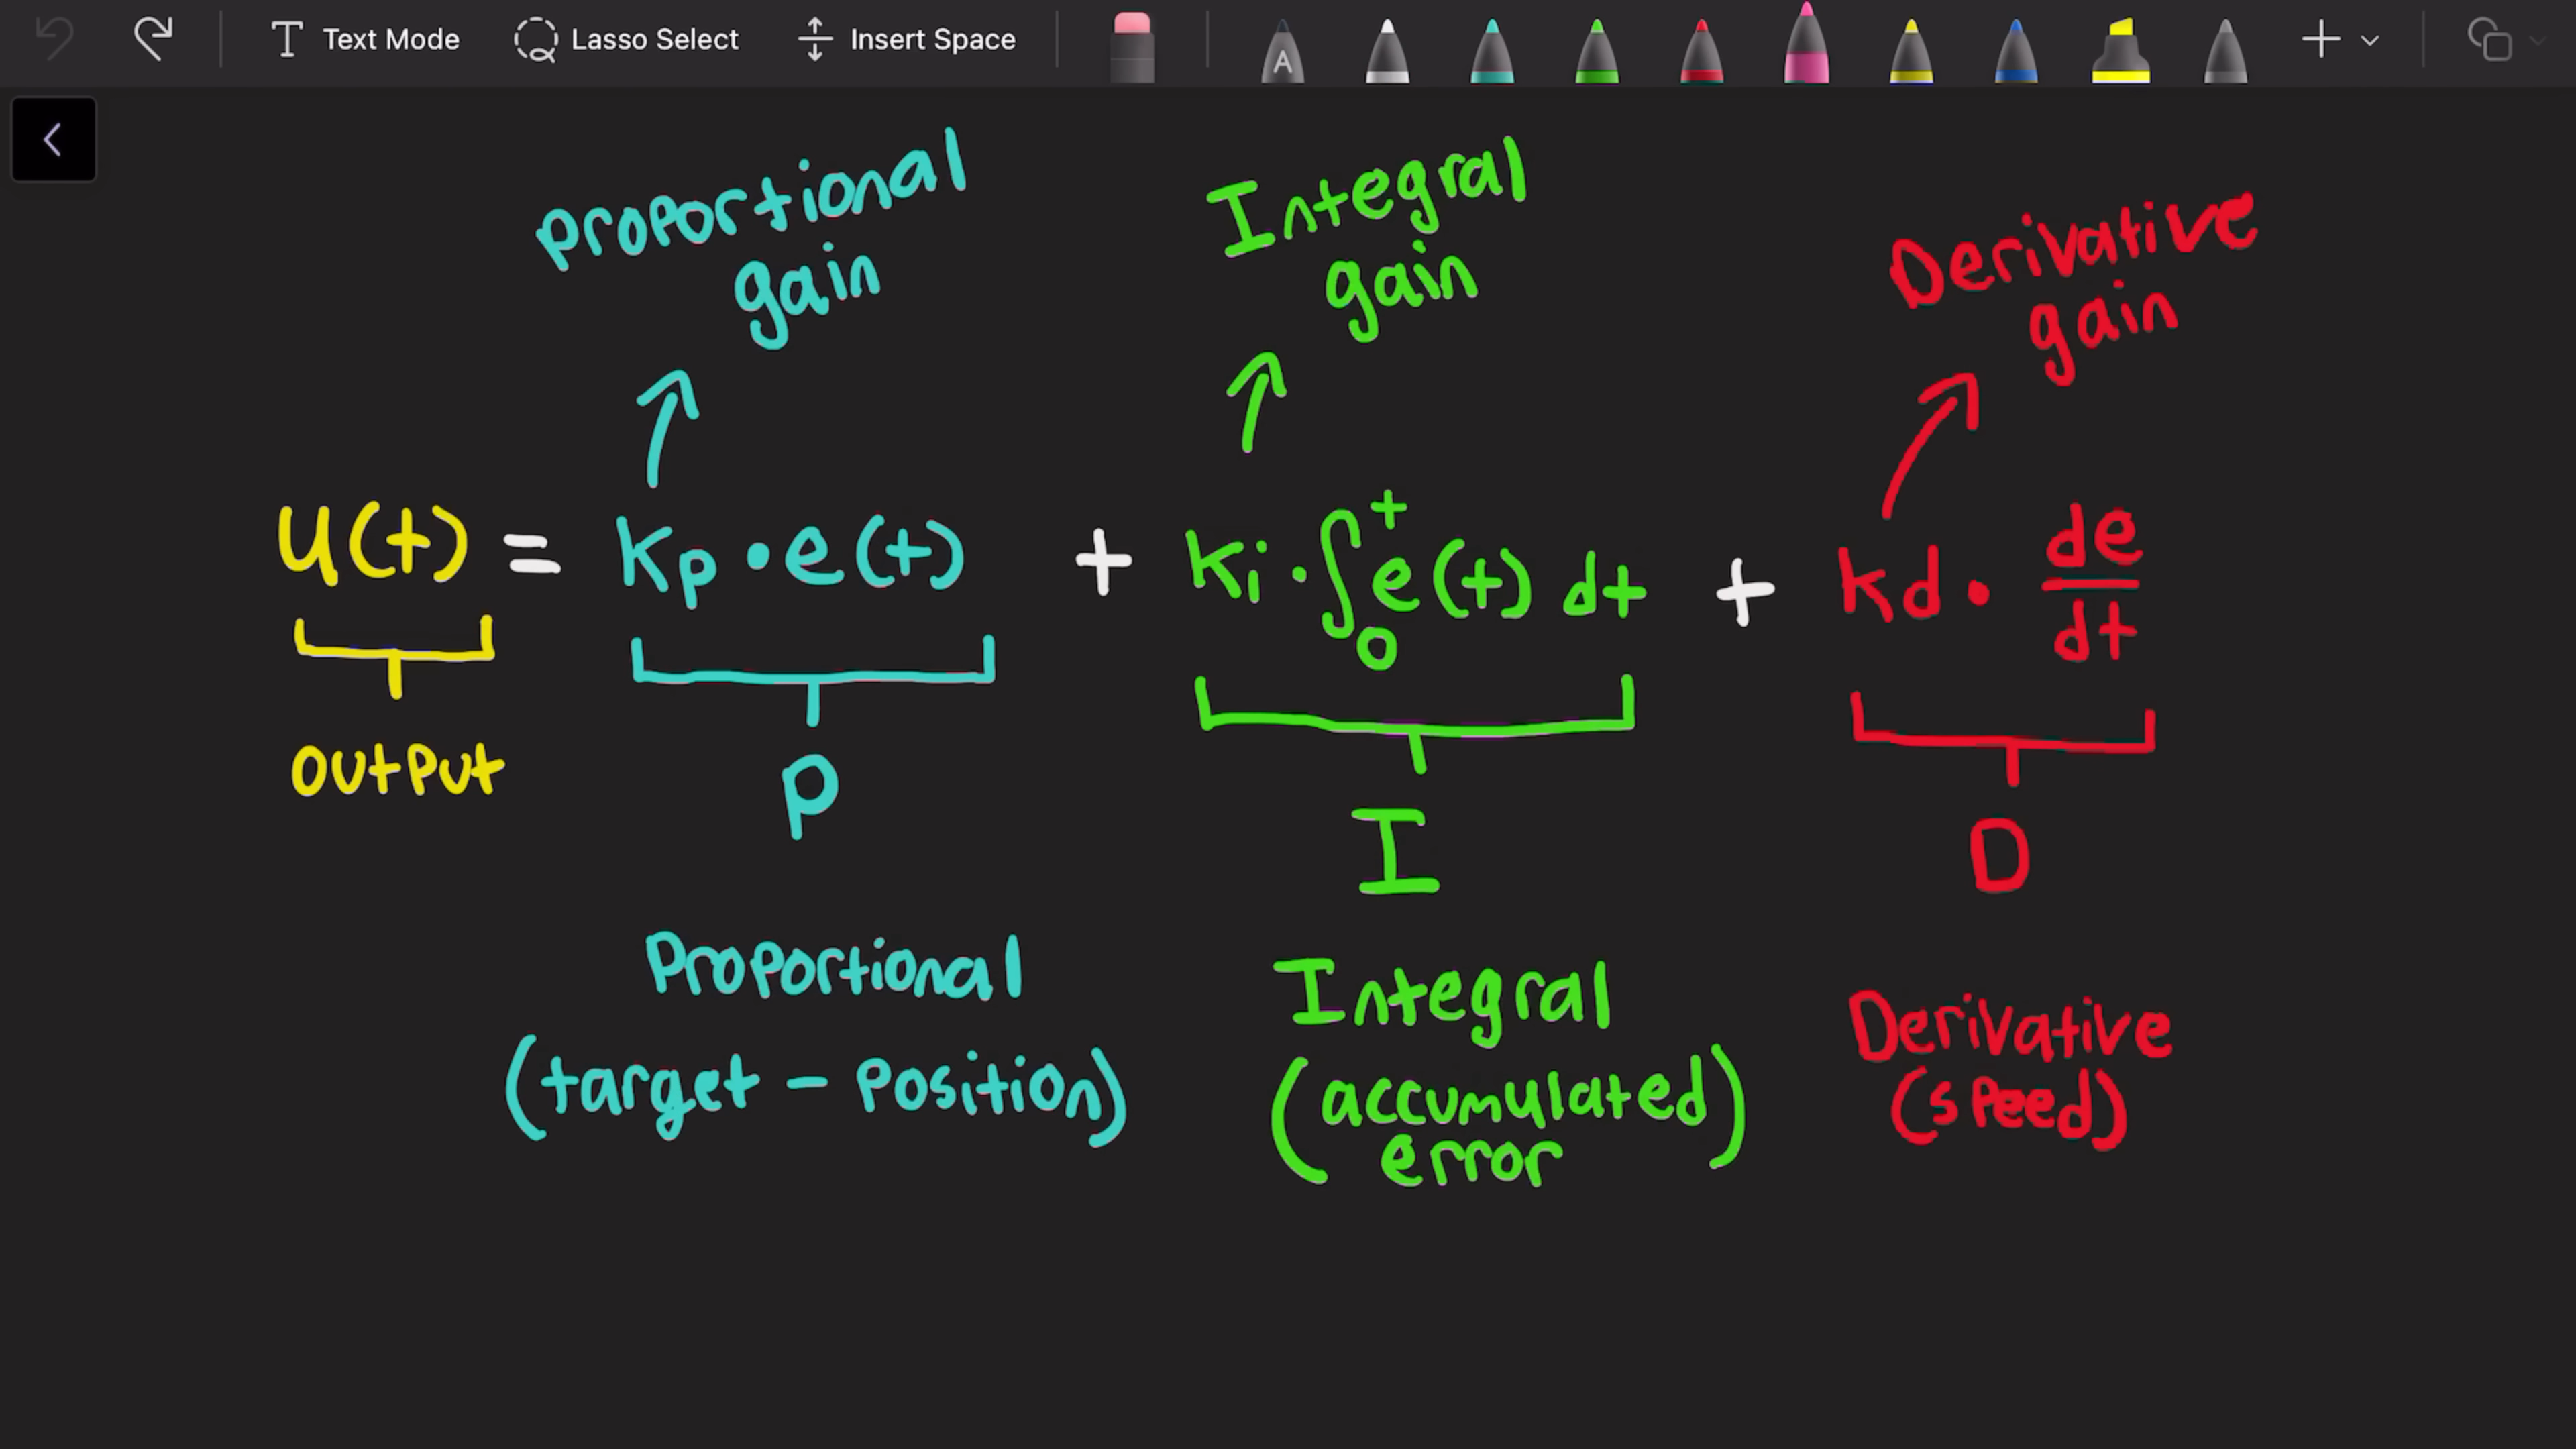 Text Mode Lasso Select Insert Space
A
proportional
gain
Integral
gain
Derivative
gain
u(t) = Kp · e(t) + Ki · ∫₀ᵗ e(t) dt + Kd · de/dt
output
P
I
D
Proportional
(target - position)
Integral
(accumulated
error)
Derivative
(speed)